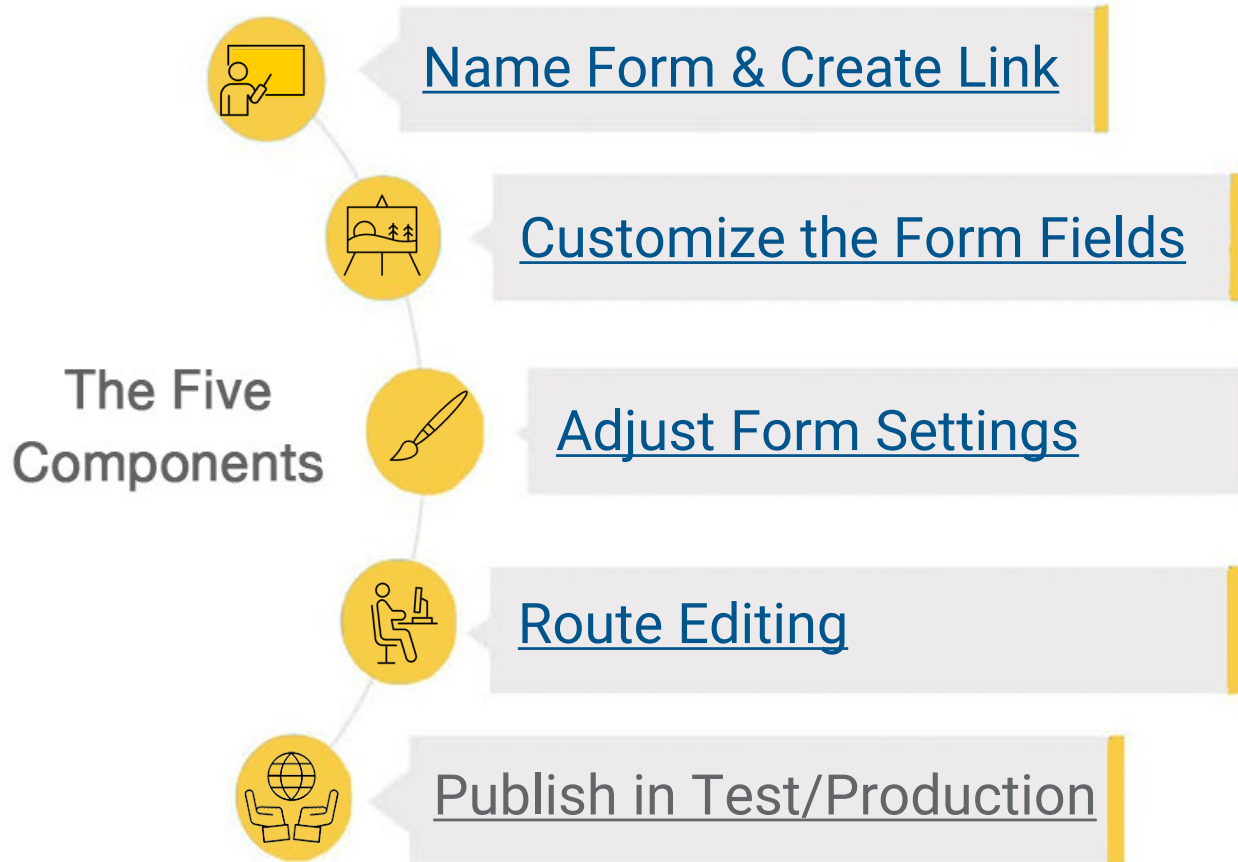 Name Form & Create Link
Customize the Form Fields
The Five
Components
Adjust Form Settings
Route Editing
Publish in Test/Production